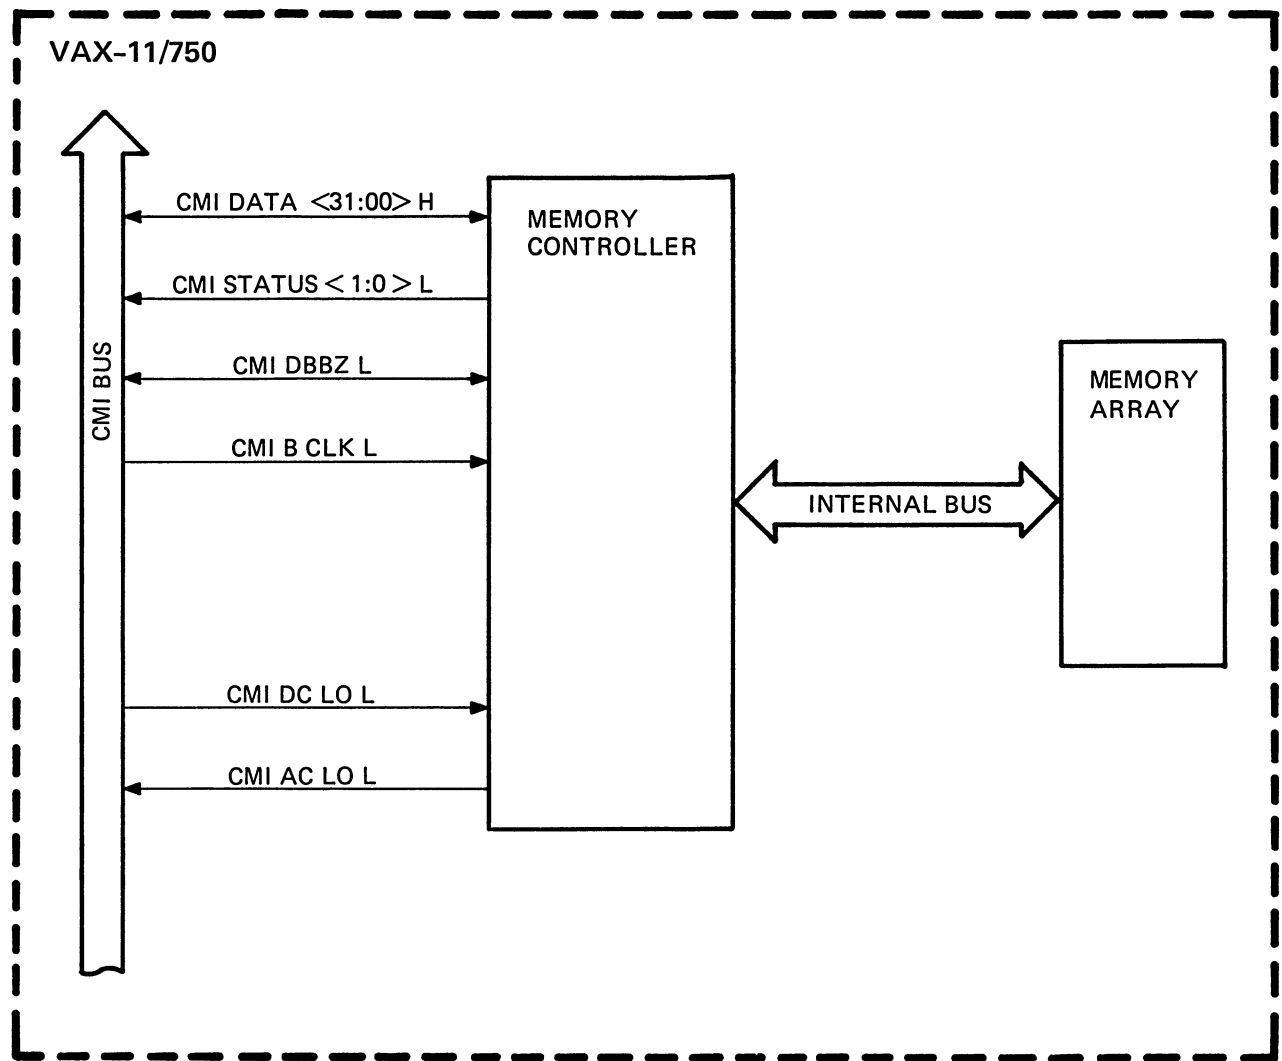 VAX-11/750
CMI BUS
CMI DATA <31:00> H
CMI STATUS < 1:0 > L
CMI DBBZ L
CMI B CLK L
CMI DC LO L
CMI AC LO L
MEMORY
CONTROLLER
INTERNAL BUS
MEMORY
ARRAY